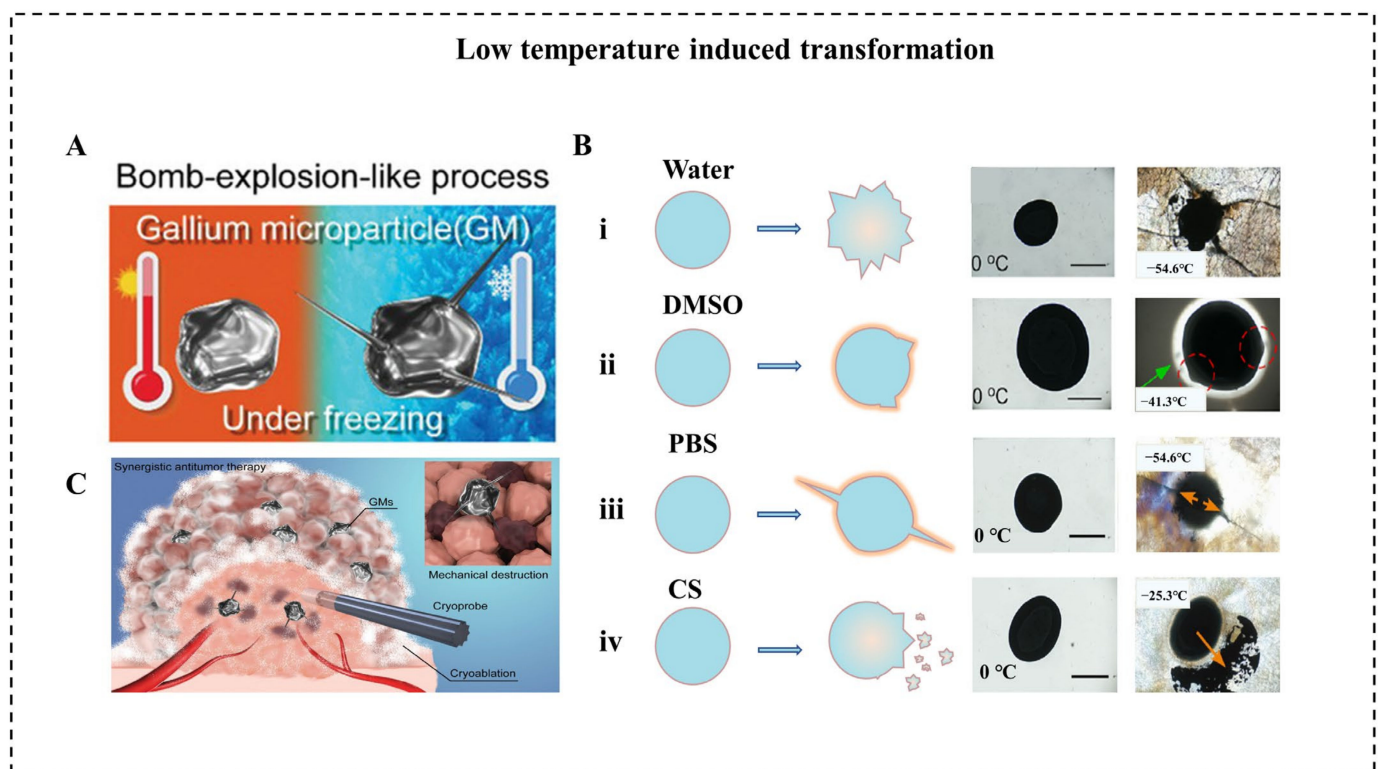 Low temperature induced transformation
A
Bomb-explosion-like process
Gallium microparticle(GM)
Under freezing
B
Water
i
0 ℃
−54.6℃
DMSO
ii
0 ℃
−41.3℃
PBS
iii
0 ℃
−54.6℃
CS
iv
0 ℃
−25.3℃
C
Synergistic antitumor therapy
GMs
Mechanical destruction
Cryoprobe
Cryoablation